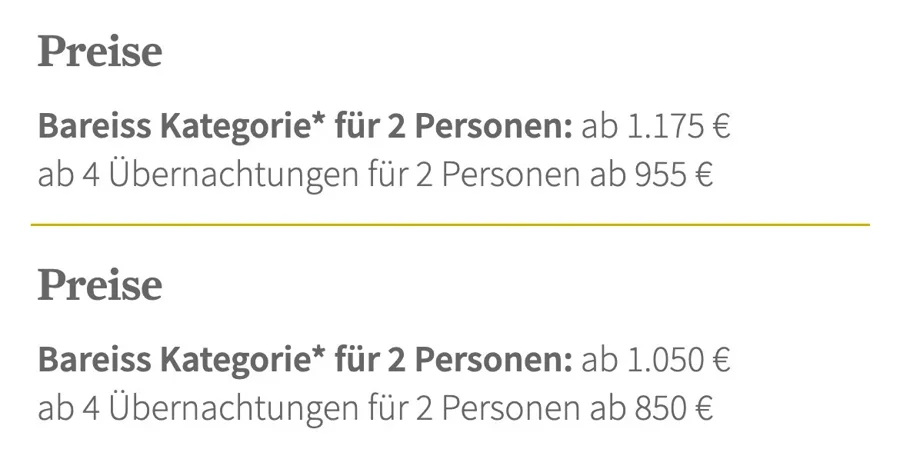 Preise
Bareiss Kategorie* für 2 Personen: ab 1.175 €
ab 4 Übernachtungen für 2 Personen ab 955 €
Preise
Bareiss Kategorie* für 2 Personen: ab 1.050 €
ab 4 Übernachtungen für 2 Personen ab 850 €